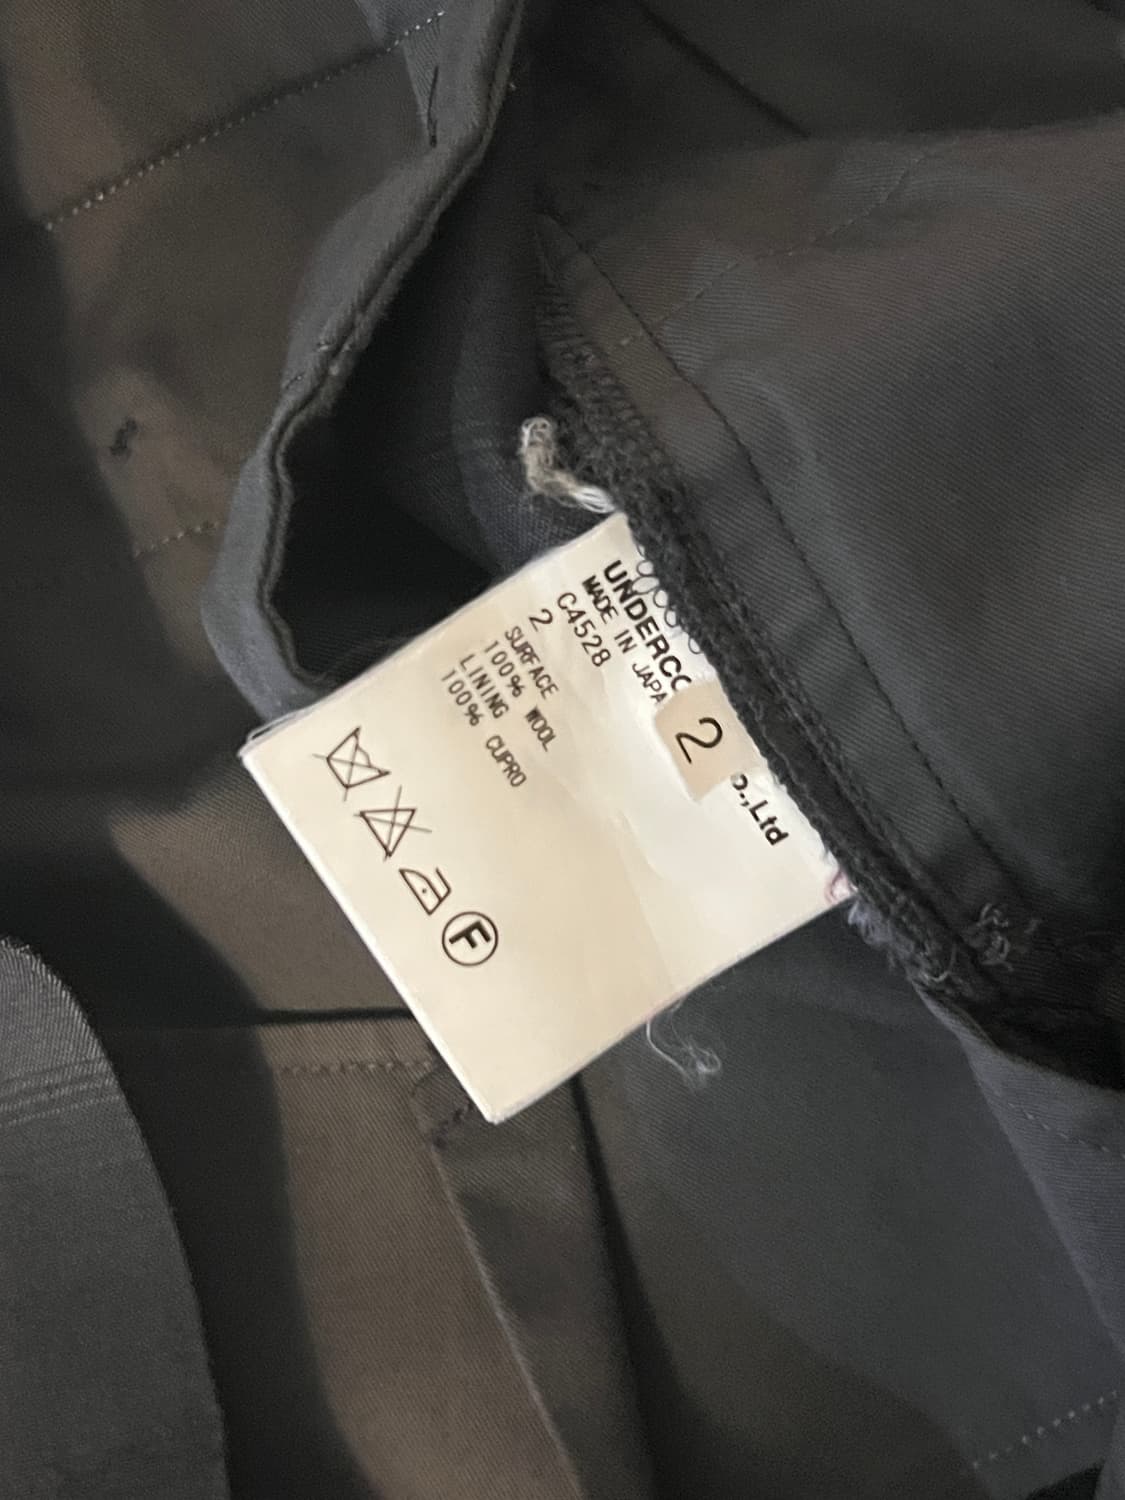 UNDERCO 2 o.,Ltd
MADE IN JAPA
C4528
2
SURFACE
100% WOOL
LINING
100% CUPRO
F